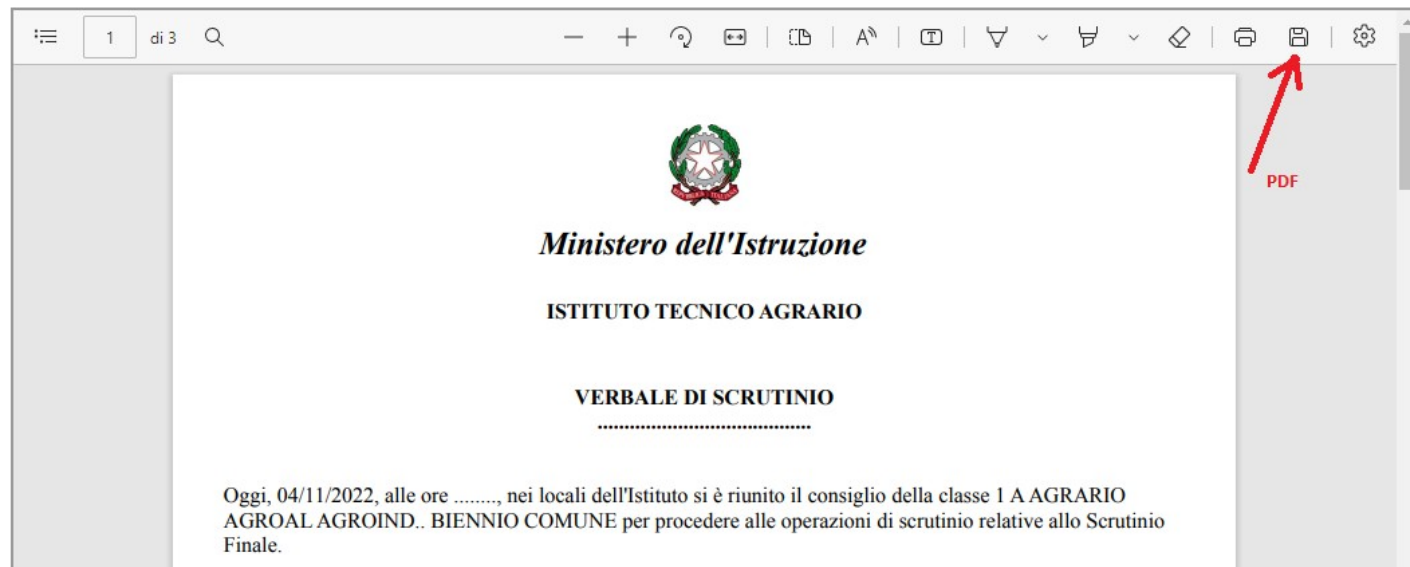 1 di 3
PDF
Ministero dell'Istruzione
ISTITUTO TECNICO AGRARIO
VERBALE DI SCRUTINIO
........................................
Oggi, 04/11/2022, alle ore ........, nei locali dell'Istituto si è riunito il consiglio della classe 1 A AGRARIO
AGROAL AGROIND.. BIENNIO COMUNE per procedere alle operazioni di scrutinio relative allo Scrutinio
Finale.